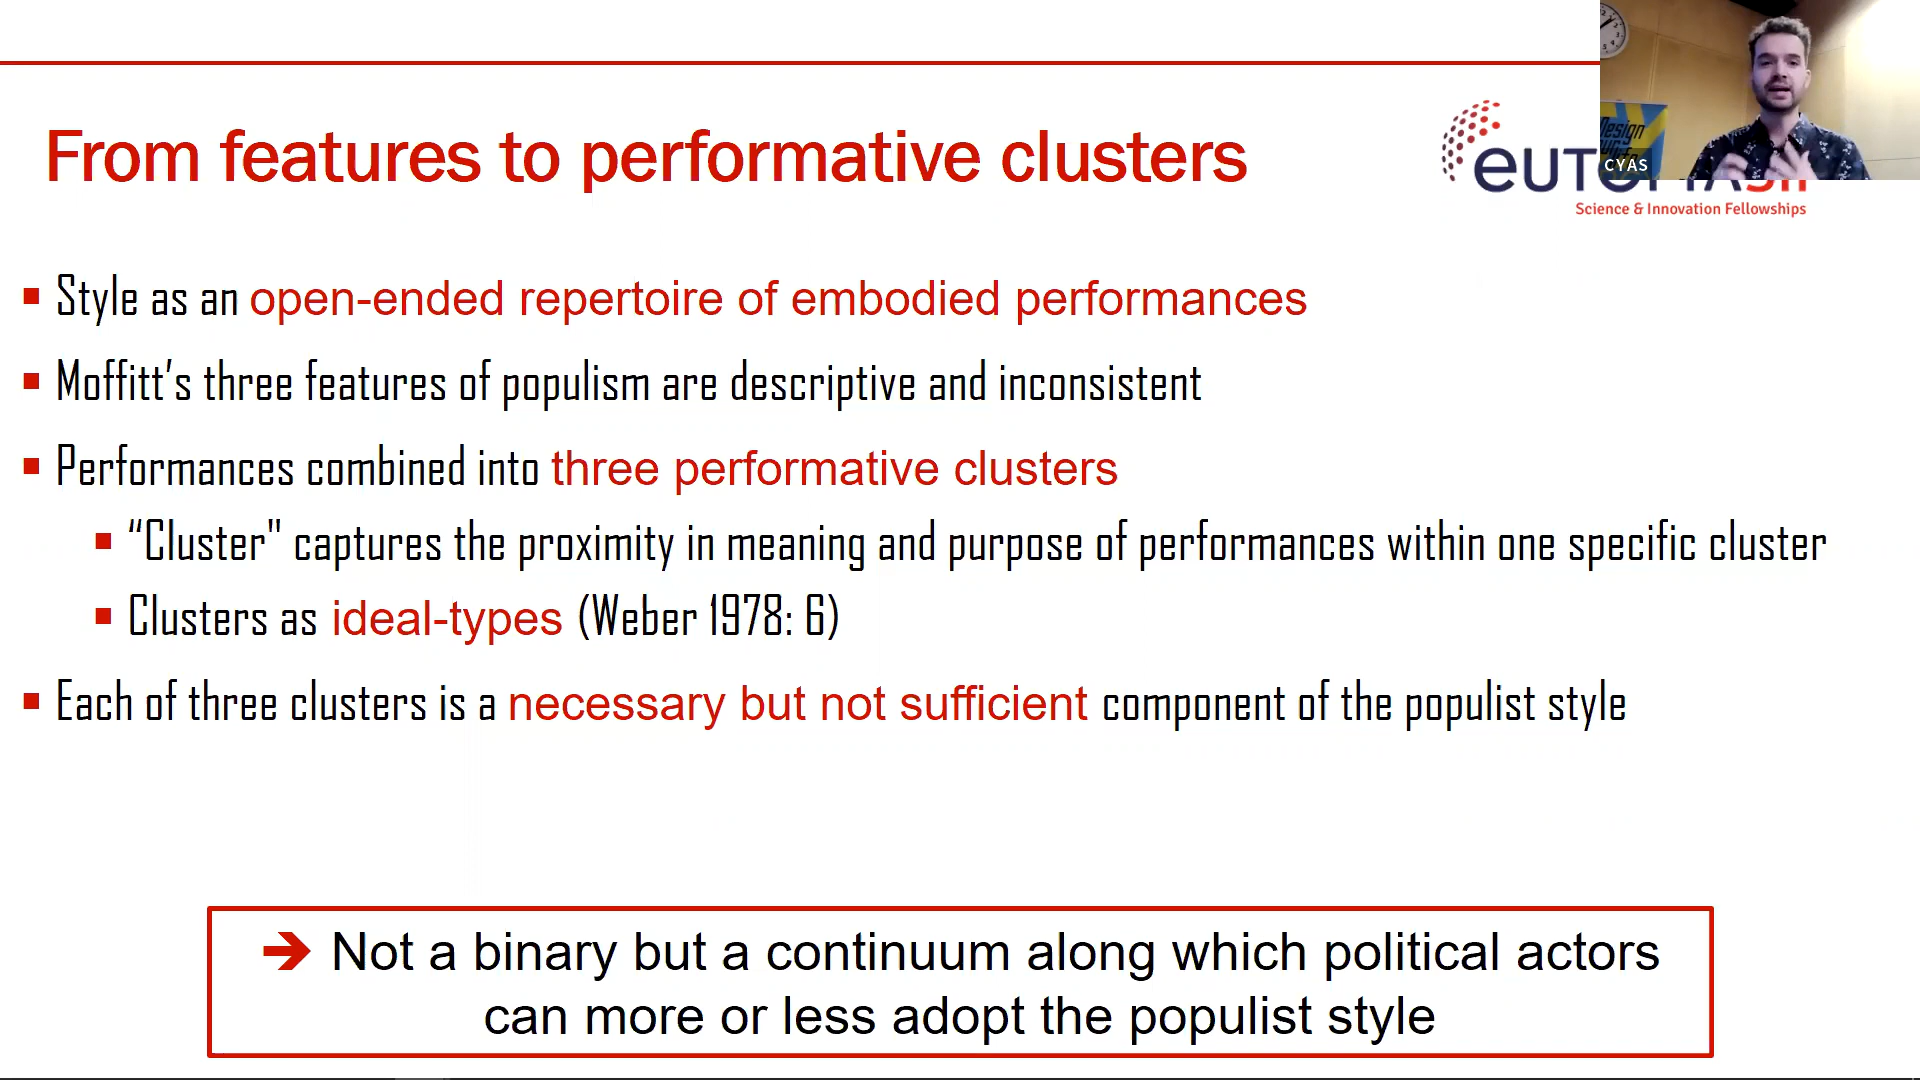 From features to performative clusters
Science & Innovation Fellowships
Design
CYAS
▪ Style as an open-ended repertoire of embodied performances
▪ Moffitt’s three features of populism are descriptive and inconsistent
▪ Performances combined into three performative clusters
▪ “Cluster" captures the proximity in meaning and purpose of performances within one specific cluster
▪ Clusters as ideal-types (Weber 1978: 6)
▪ Each of three clusters is a necessary but not sufficient component of the populist style
➔ Not a binary but a continuum along which political actors
can more or less adopt the populist style